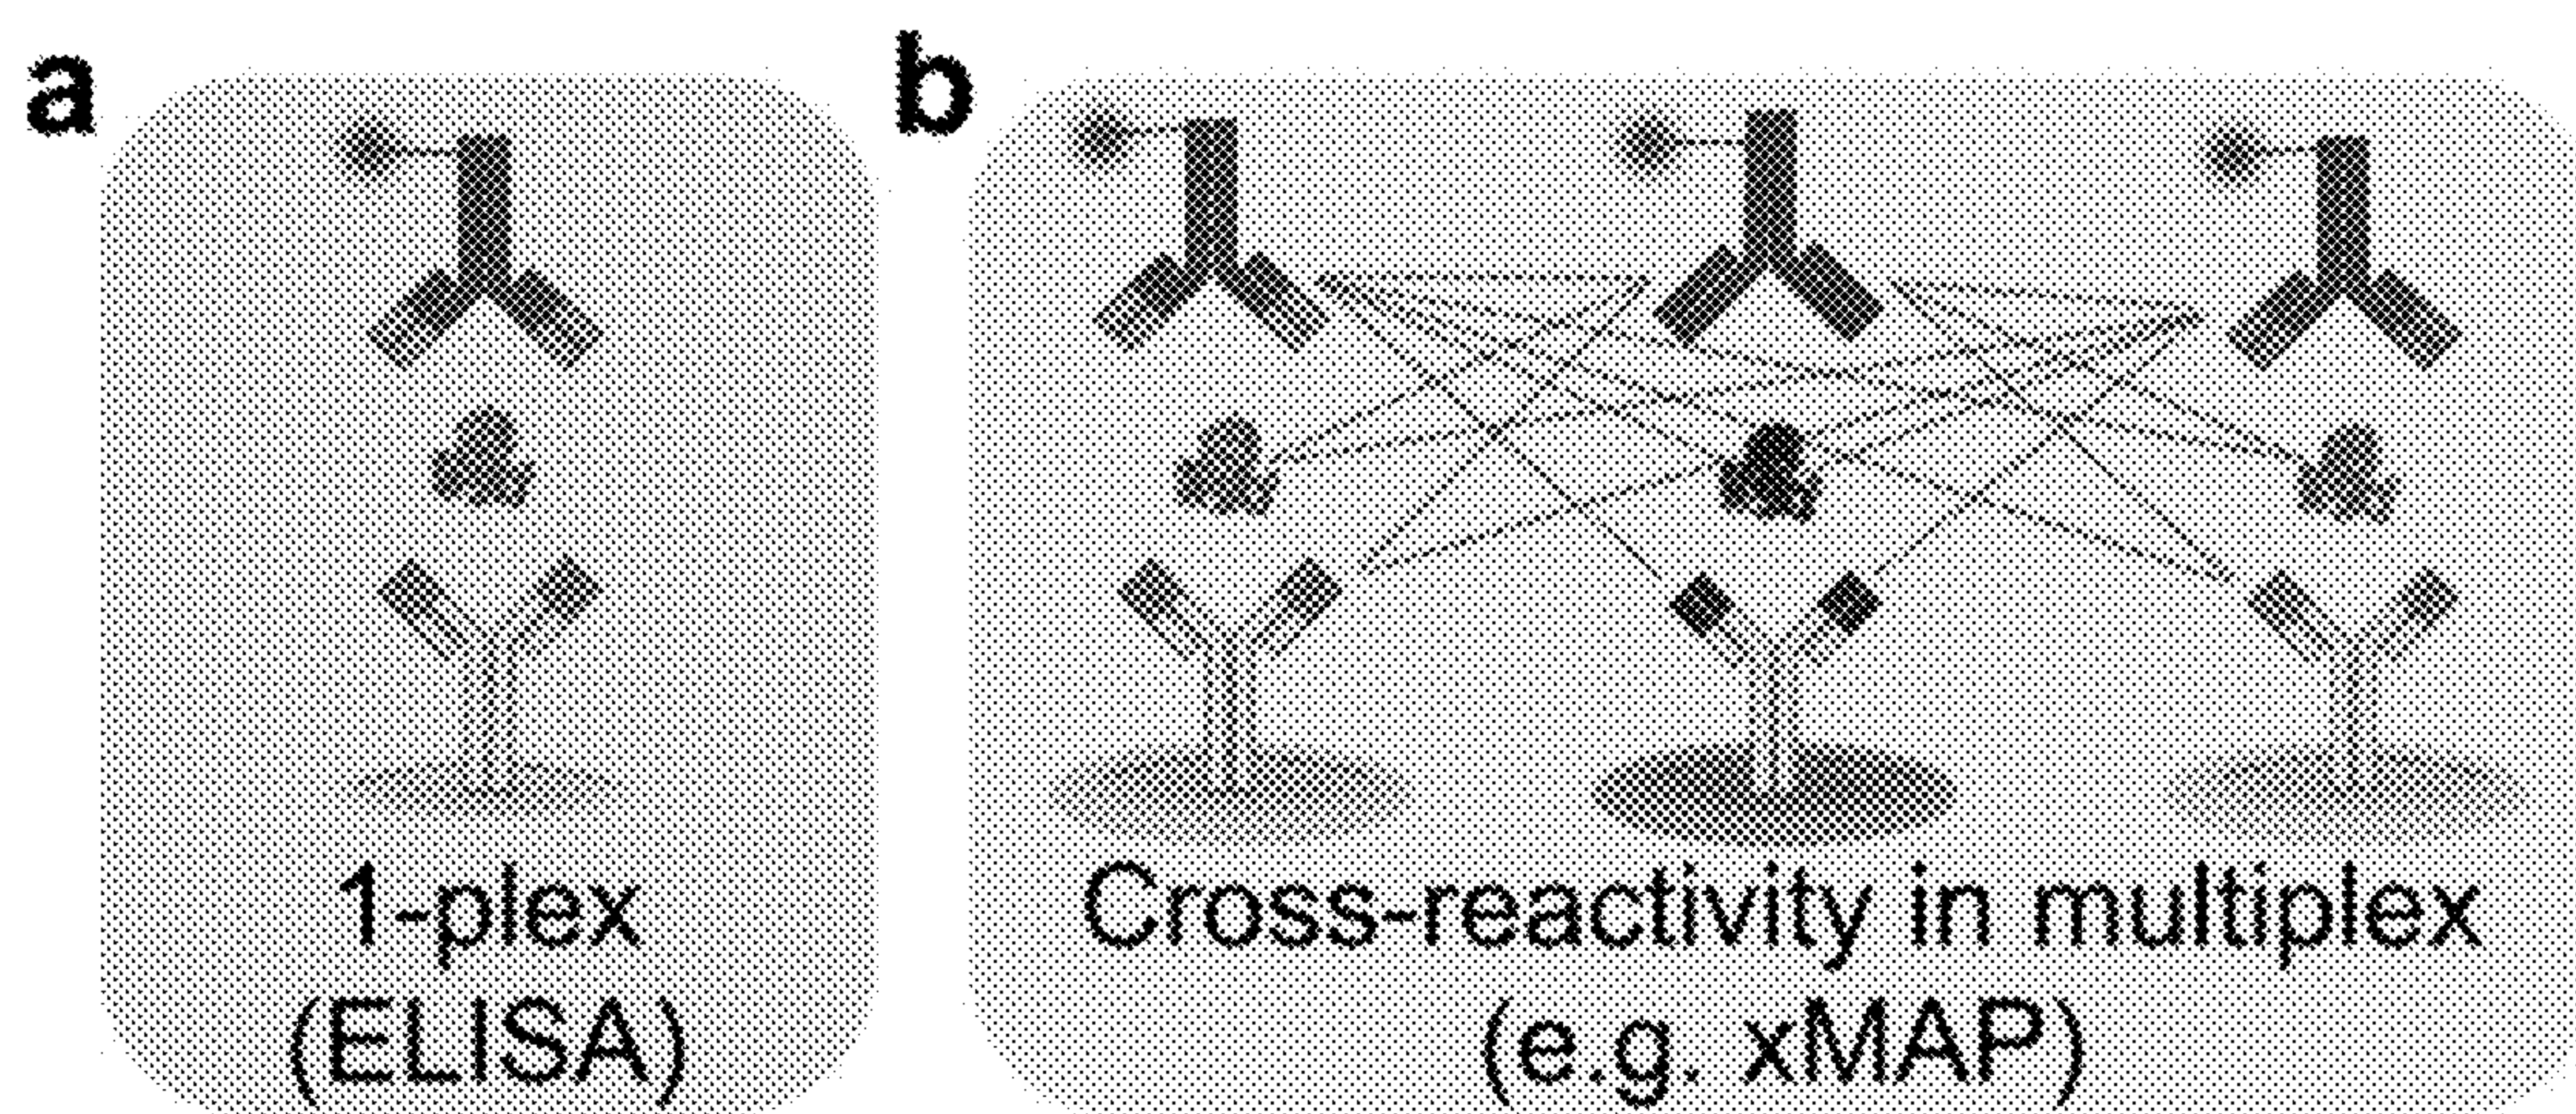 a
b
1-plex
(ELISA)
Cross-reactivity in multiplex
(e.g. xMAP)